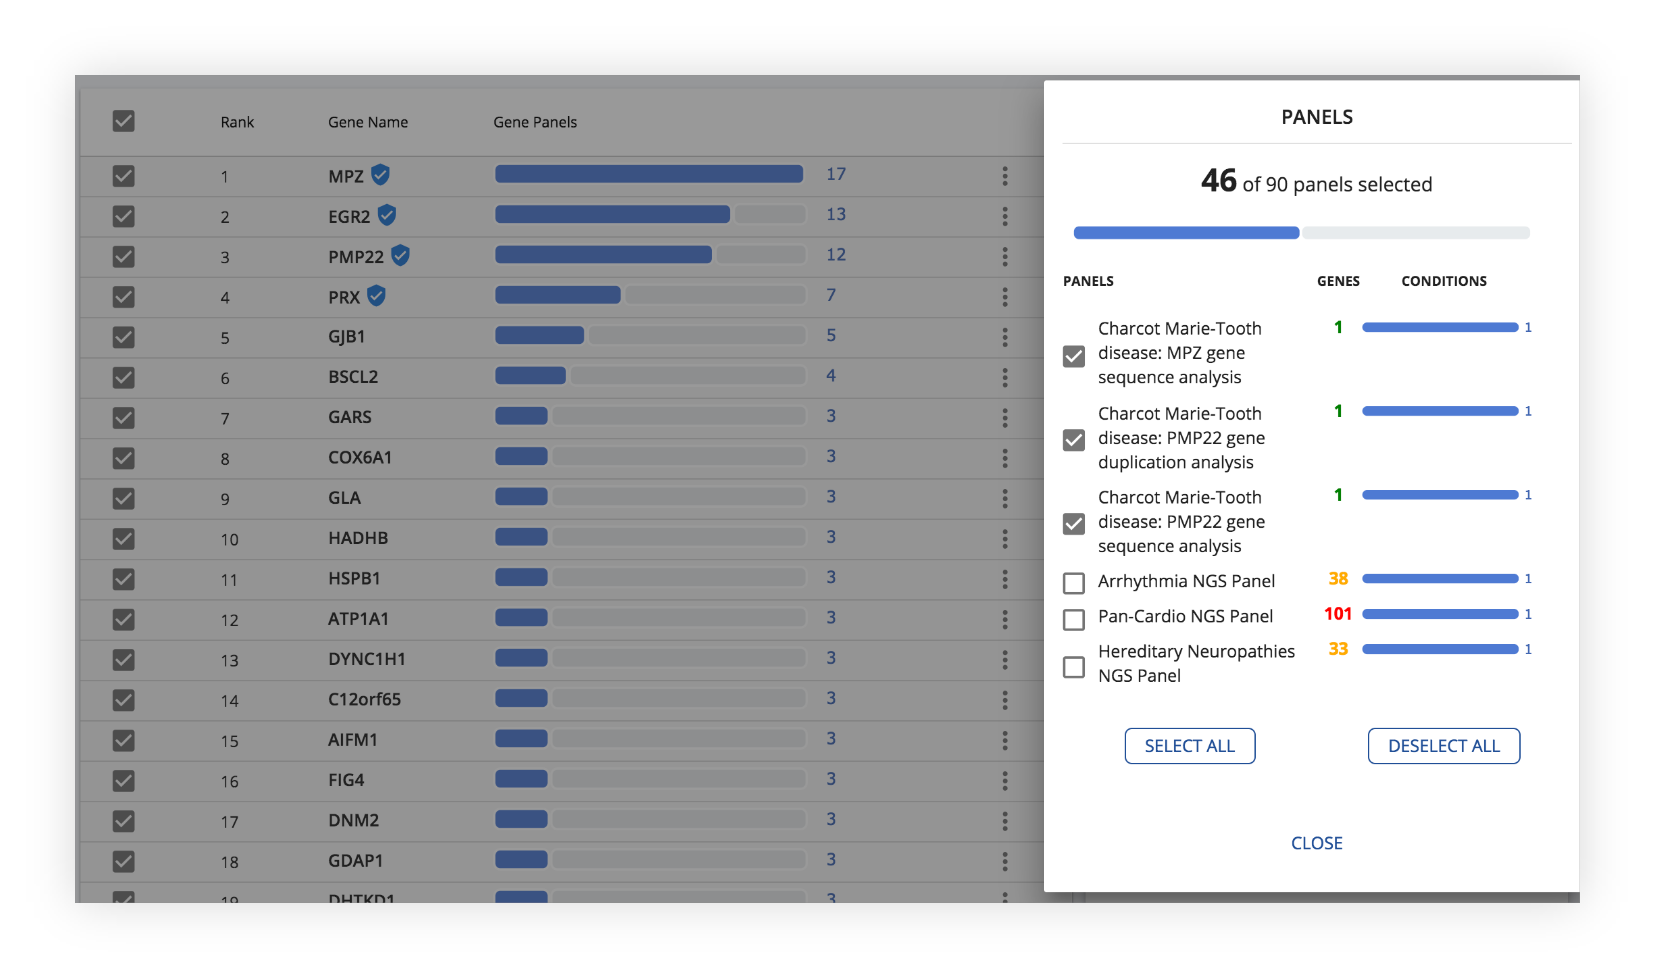 Rank Gene Name Gene Panels
1 MPZ 17
2 EGR2 13
3 PMP22 12
4 PRX 7
5 GJB1 5
6 BSCL2 4
7 GARS 3
8 COX6A1 3
9 GLA 3
10 HADHB 3
11 HSPB1 3
12 ATP1A1 3
13 DYNC1H1 3
14 C12orf65 3
15 AIFM1 3
16 FIG4 3
17 DNM2 3
18 GDAP1 3
19 DHTKD1 3
PANELS
46 of 90 panels selected
PANELS GENES CONDITIONS
Charcot Marie-Tooth 1 1
disease: MPZ gene
sequence analysis
Charcot Marie-Tooth 1 1
disease: PMP22 gene
duplication analysis
Charcot Marie-Tooth 1 1
disease: PMP22 gene
sequence analysis
Arrhythmia NGS Panel 38 1
Pan-Cardio NGS Panel 101 1
Hereditary Neuropathies 33 1
NGS Panel
SELECT ALL DESELECT ALL
CLOSE